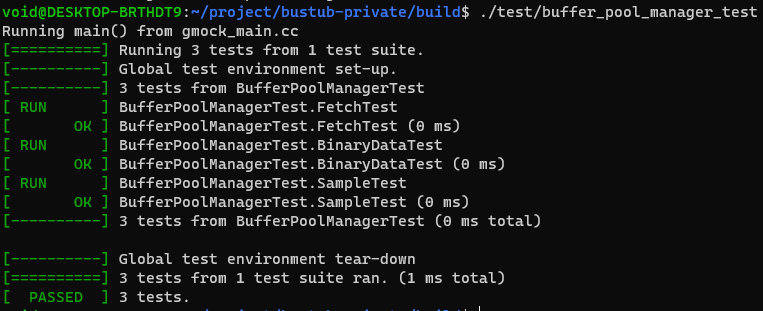 void@DESKTOP-BRTHDT9:~/project/bustub-private/build$ ./test/buffer_pool_manager_test
Running main() from gmock_main.cc
[==========] Running 3 tests from 1 test suite.
[----------] Global test environment set-up.
[----------] 3 tests from BufferPoolManagerTest
[ RUN      ] BufferPoolManagerTest.FetchTest
[       OK ] BufferPoolManagerTest.FetchTest (0 ms)
[ RUN      ] BufferPoolManagerTest.BinaryDataTest
[       OK ] BufferPoolManagerTest.BinaryDataTest (0 ms)
[ RUN      ] BufferPoolManagerTest.SampleTest
[       OK ] BufferPoolManagerTest.SampleTest (0 ms)
[----------] 3 tests from BufferPoolManagerTest (0 ms total)

[----------] Global test environment tear-down
[==========] 3 tests from 1 test suite ran. (1 ms total)
[  PASSED  ] 3 tests.